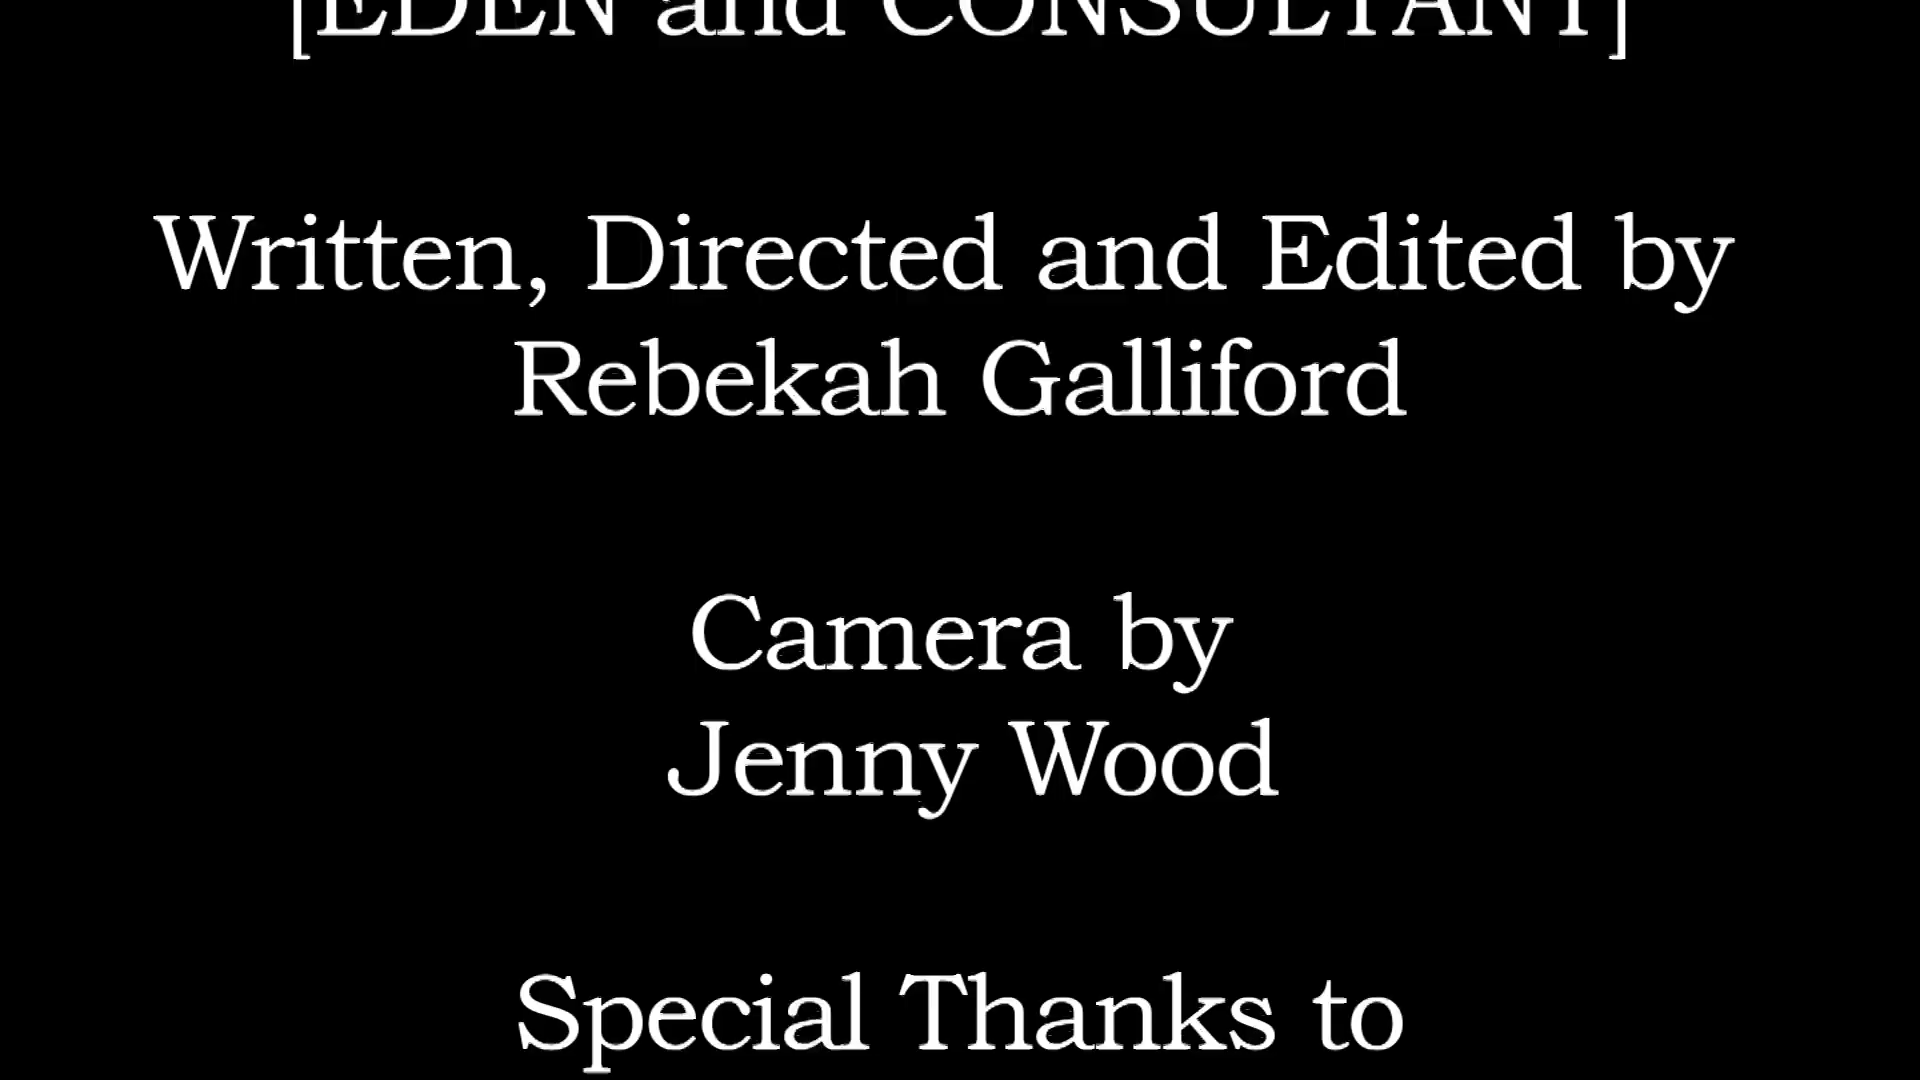 [EDEN and CONSULTANT]
Written, Directed and Edited by
Rebekah Galliford
Camera by
Jenny Wood
Special Thanks to